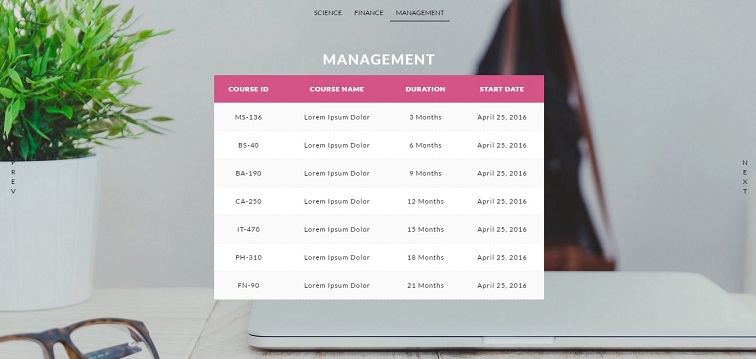 SCIENCE FINANCE MANAGEMENT
MANAGEMENT
COURSE ID COURSE NAME DURATION START DATE
MS-136 Lorem Ipsum Dolor 3 Months April 25, 2016
BS-40 Lorem Ipsum Dolor 6 Months April 25, 2016
BA-190 Lorem Ipsum Dolor 9 Months April 25, 2016
CA-250 Lorem Ipsum Dolor 12 Months April 25, 2016
IT-470 Lorem Ipsum Dolor 15 Months April 25, 2016
PH-310 Lorem Ipsum Dolor 18 Months April 25, 2016
FN-90 Lorem Ipsum Dolor 21 Months April 25, 2016
PREV
NEXT